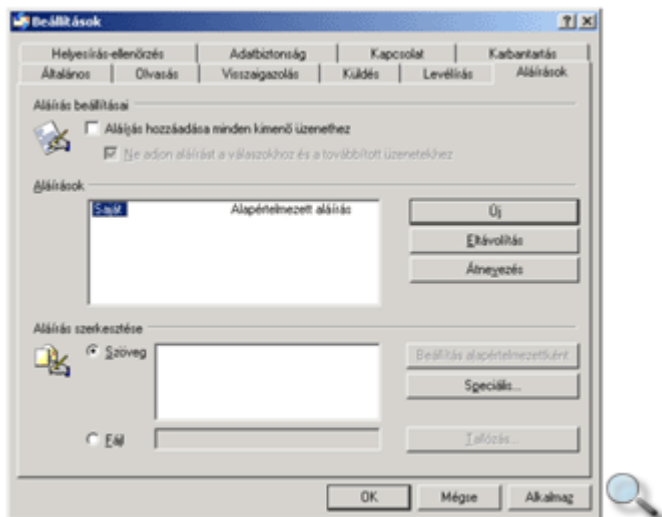 Beállítások
Helyesírás-ellenőrzés Adatbiztonság Kapcsolat Karbantartás
Általános Olvasás Visszaigazolás Küldés Levélírás Aláírások
Aláírás beállításai
Aláírás hozzáadása minden kimenő üzenethez
Ne adjon aláírást a válaszokhoz és a továbbított üzenetekhez
Aláírások
Saját Alapértelmezett aláírás
Új
Eltávolítás
Átnevezés
Aláírás szerkesztése
Szöveg
Beállítás alapértelmezettként
Speciális...
Fájl
Tallózás...
OK Mégse Alkalmaz